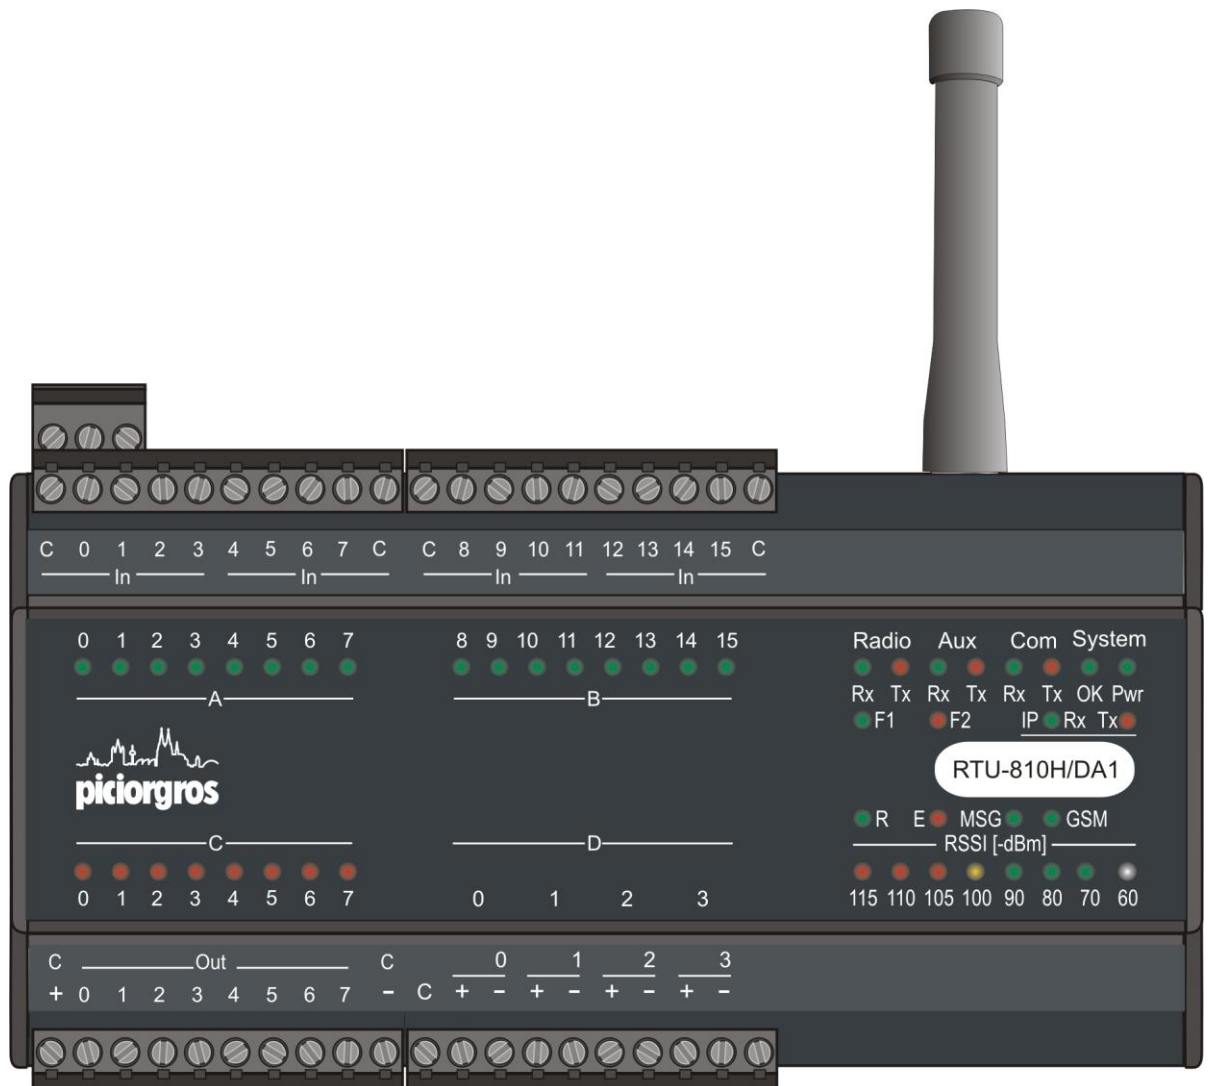 C 0 1 2 3 4 5 6 7 C C 8 9 10 11 12 13 14 15 C
In In In In
0 1 2 3 4 5 6 7 8 9 10 11 12 13 14 15 Radio Aux Com System
A B Rx Tx Rx Tx Rx Tx OK Pwr
F1 F2 IP Rx Tx
piciorgros RTU-810H/DA1
R E MSG GSM
C D RSSI [-dBm]
0 1 2 3 4 5 6 7 0 1 2 3 115 110 105 100 90 80 70 60
C Out C 0 1 2 3
+ 0 1 2 3 4 5 6 7 - C + - + - + - + -